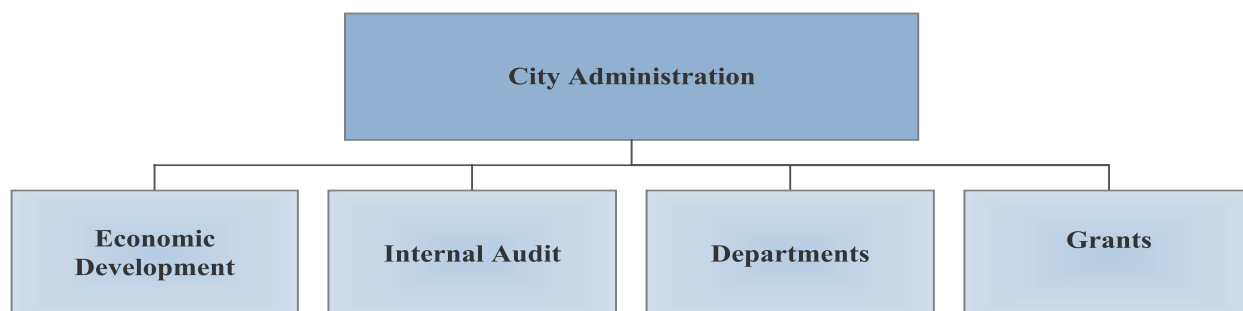 City Administration
Economic
Development
Internal Audit
Departments
Grants